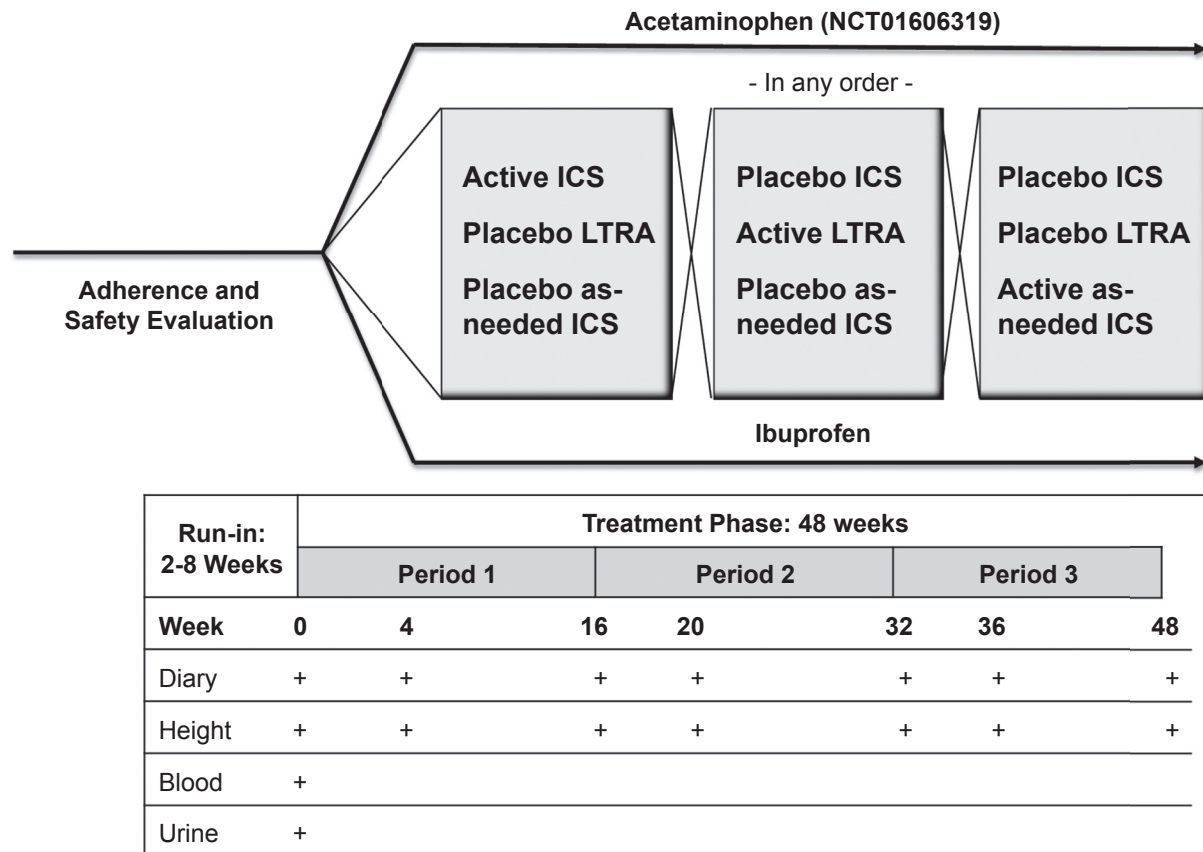 Acetaminophen (NCT01606319)
- In any order -
Active ICS
Placebo LTRA
Placebo as-
needed ICS
Placebo ICS
Active LTRA
Placebo as-
needed ICS
Placebo ICS
Placebo LTRA
Active as-
needed ICS
Adherence and
Safety Evaluation
Ibuprofen
Run-in:
2-8 Weeks
Treatment Phase: 48 weeks
Period 1 Period 2 Period 3
Week 0 4 16 20 32 36 48
Diary + + + + + + +
Height + + + + + + +
Blood +
Urine +